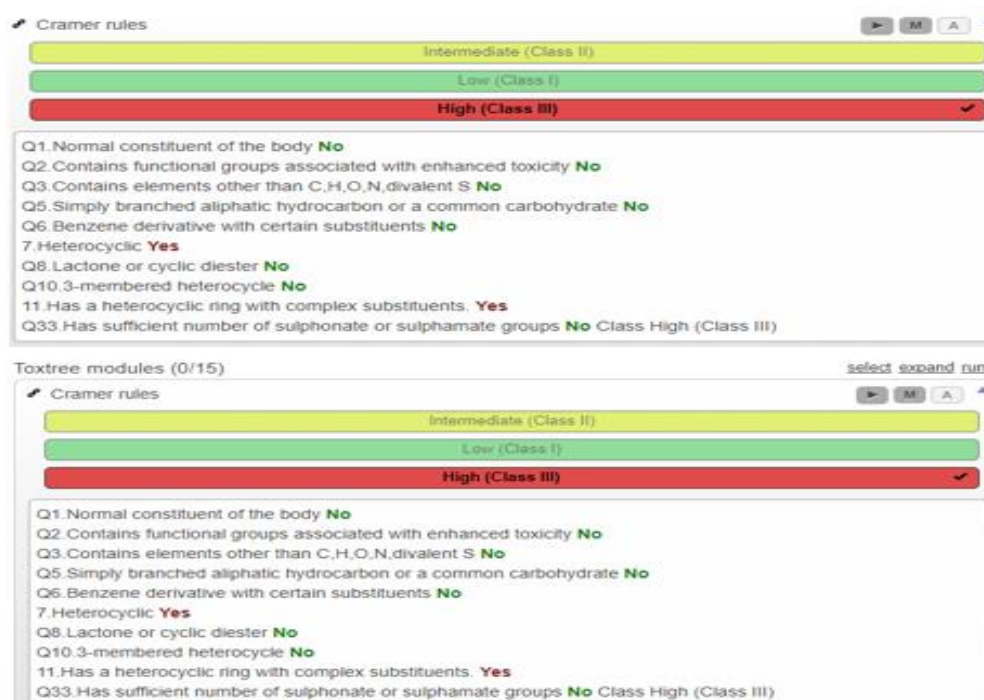 Cramer rules
M A
Intermediate (Class II)
Low (Class I)
High (Class III)
Q1.Normal constituent of the body No
Q2.Contains functional groups associated with enhanced toxicity No
Q3.Contains elements other than C,H,O,N,divalent S No
Q5.Simply branched aliphatic hydrocarbon or a common carbohydrate No
Q6.Benzene derivative with certain substituents No
7.Heterocyclic Yes
Q8.Lactone or cyclic diester No
Q10.3-membered heterocycle No
11.Has a heterocyclic ring with complex substituents. Yes
Q33.Has sufficient number of sulphonate or sulphamate groups No Class High (Class III)
Toxtree modules (0/15) select expand run
Cramer rules
M A
Intermediate (Class II)
Low (Class I)
High (Class III)
Q1.Normal constituent of the body No
Q2.Contains functional groups associated with enhanced toxicity No
Q3.Contains elements other than C,H,O,N,divalent S No
Q5.Simply branched aliphatic hydrocarbon or a common carbohydrate No
Q6.Benzene derivative with certain substituents No
7.Heterocyclic Yes
Q8.Lactone or cyclic diester No
Q10.3-membered heterocycle No
11.Has a heterocyclic ring with complex substituents. Yes
Q33.Has sufficient number of sulphonate or sulphamate groups No Class High (Class III)